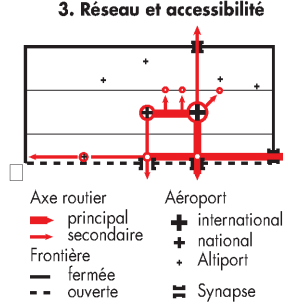 3. Réseau et accessibilité
Axe routier
principal
secondaire
Frontière
fermée
ouverte
Aéroport
international
national
Altiport
Synapse